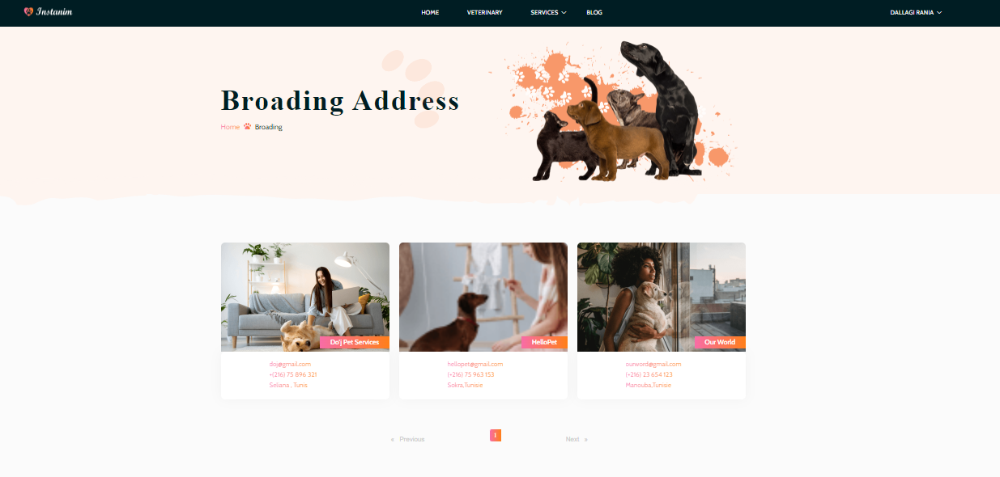 Instanim
HOME VETERINARY SERVICES BLOG
DALLAGI RANIA
Broading Address
Home Broading
Do'j Pet Services
doj@gmail.com
+(216) 75 896 321
Seliana , Tunis
HelloPet
hellopet@gmail.com
(+216) 75 963 153
Sokra,Tunisie
Our World
ourword@gmail.com
(+216) 23 654 123
Manouba,Tunisie
« Previous 1 Next »